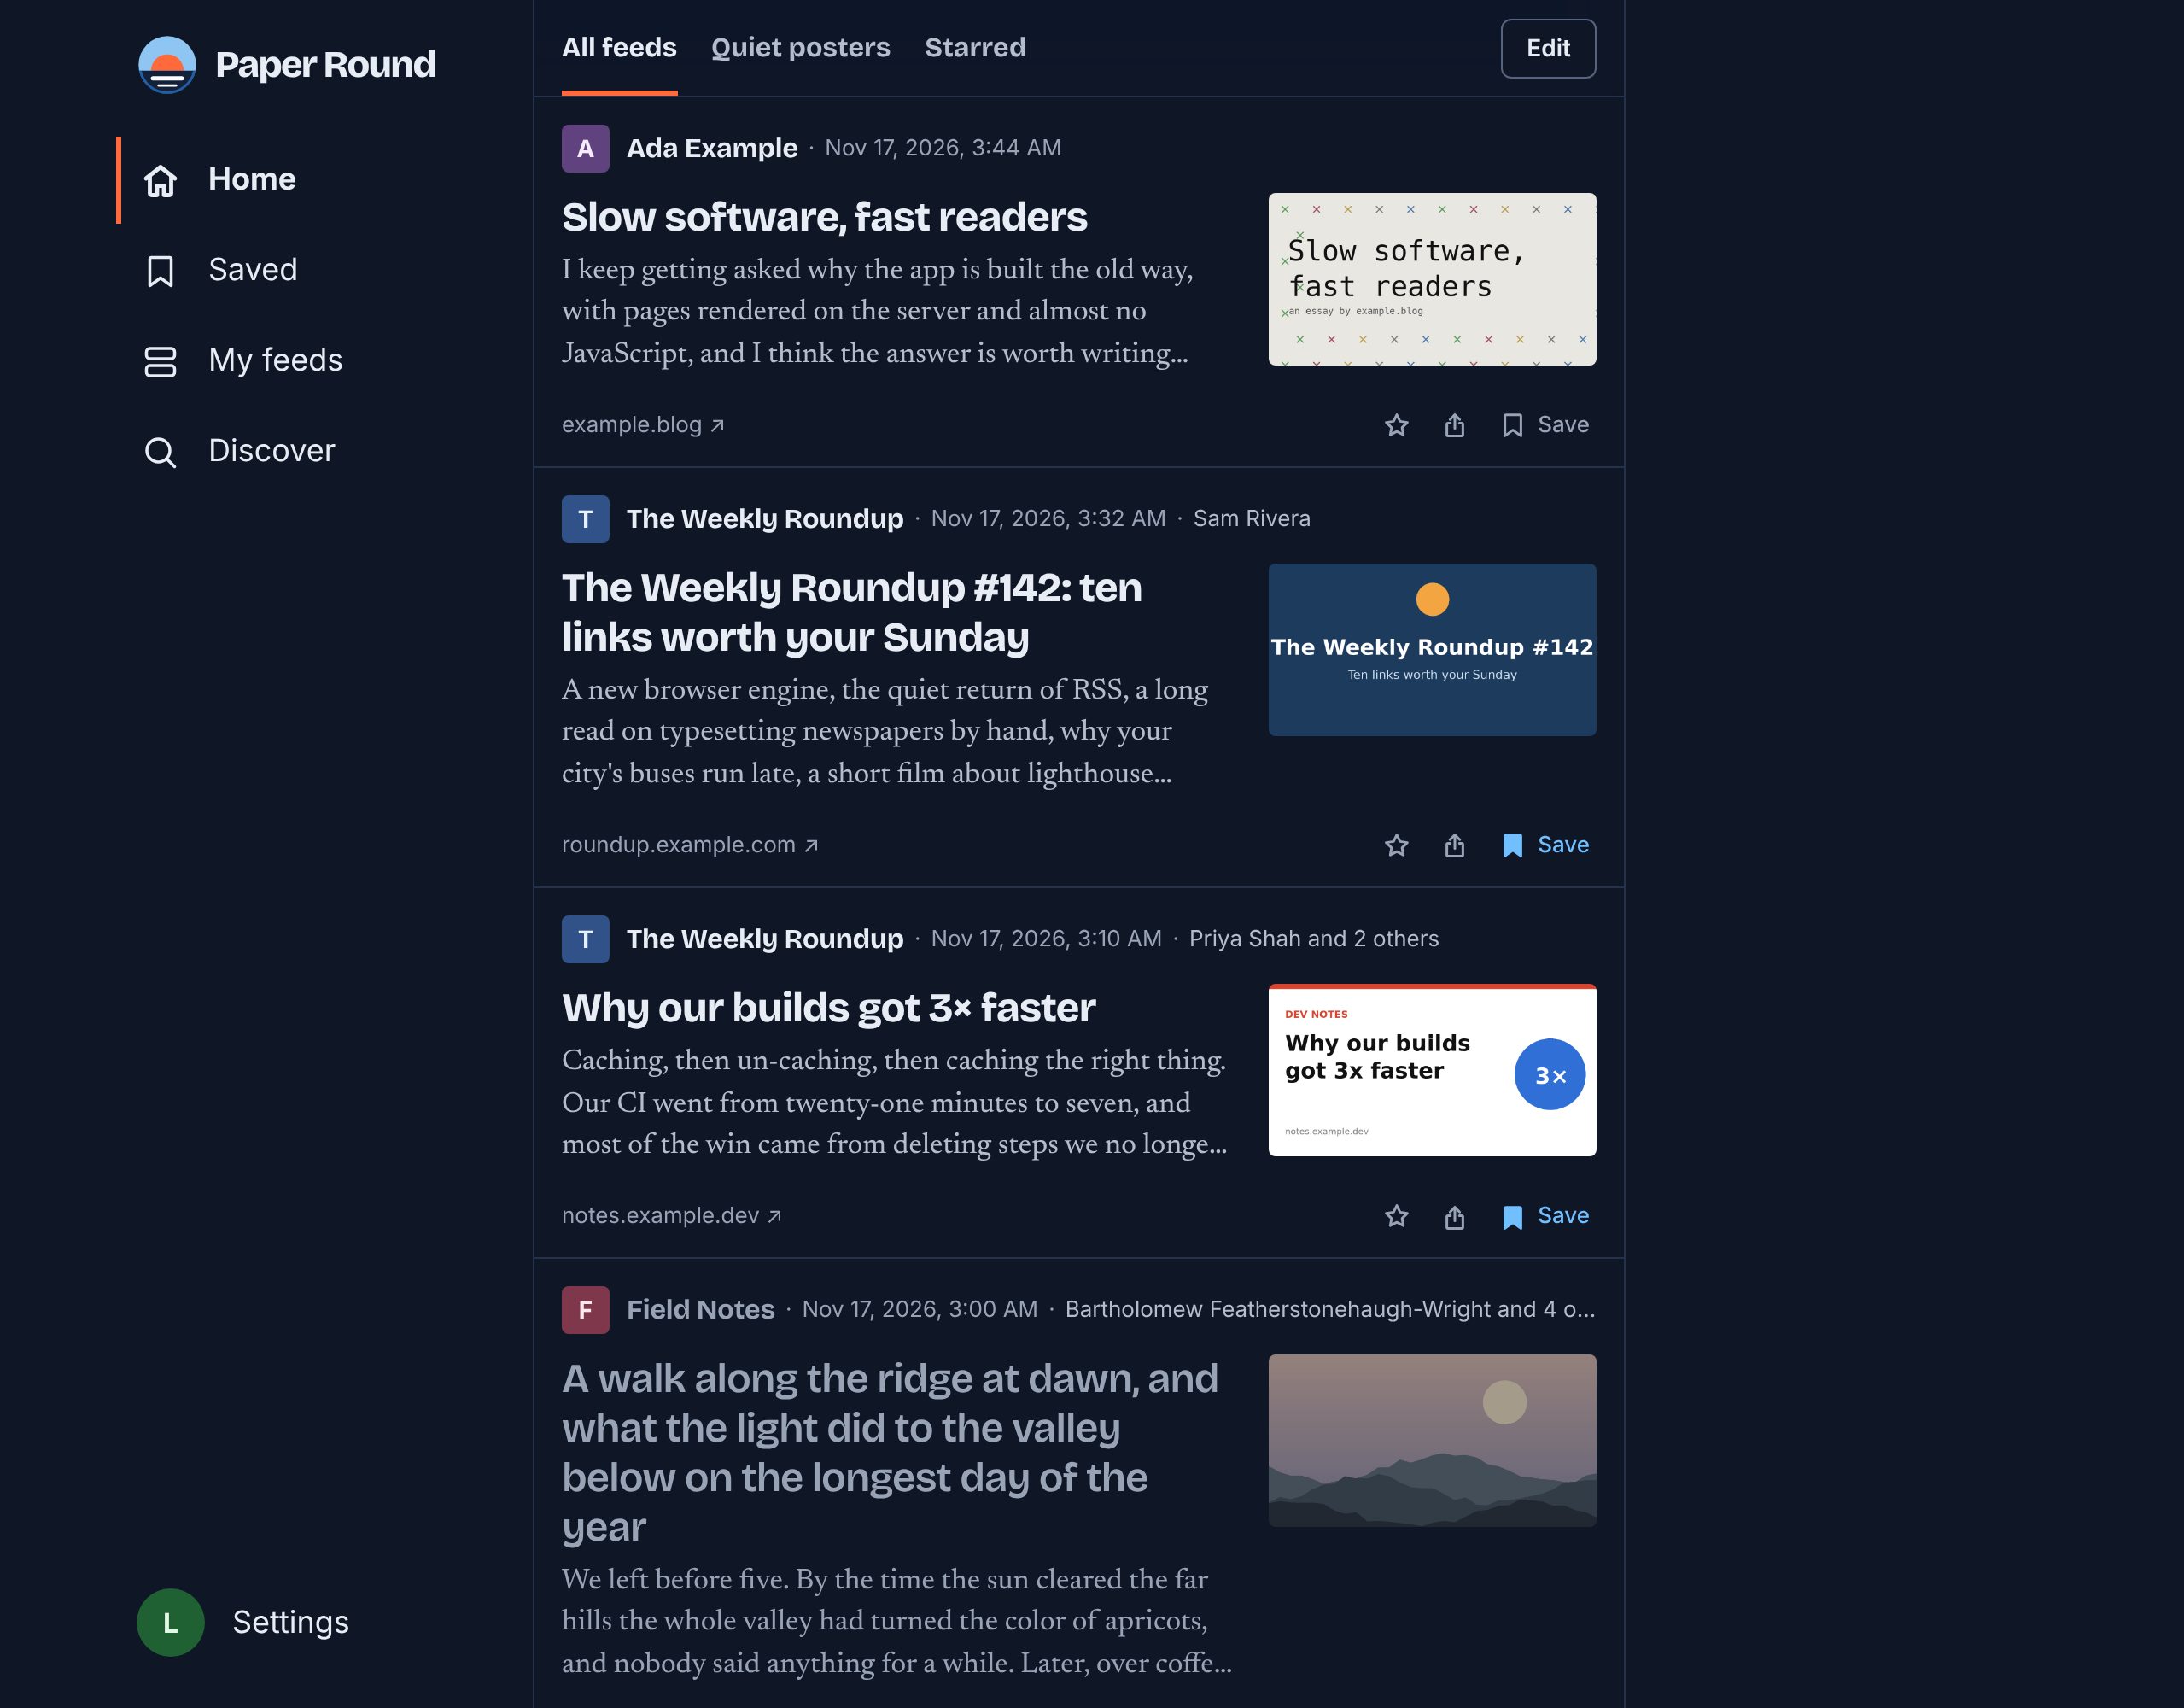 Paper Round
Home
Saved
My feeds
Discover
L
Settings
All feeds
Quiet posters
Starred
Edit
A
Ada Example · Nov 17, 2026, 3:44 AM
Slow software, fast readers
I keep getting asked why the app is built the old way,
with pages rendered on the server and almost no
JavaScript, and I think the answer is worth writing...
Slow software,
fast readers
an essay by example.blog
example.blog ↗
Save
T
The Weekly Roundup · Nov 17, 2026, 3:32 AM · Sam Rivera
The Weekly Roundup #142: ten
links worth your Sunday
A new browser engine, the quiet return of RSS, a long
read on typesetting newspapers by hand, why your
city's buses run late, a short film about lighthouse...
The Weekly Roundup #142
Ten links worth your Sunday
roundup.example.com ↗
Save
T
The Weekly Roundup · Nov 17, 2026, 3:10 AM · Priya Shah and 2 others
Why our builds got 3× faster
Caching, then un-caching, then caching the right thing.
Our CI went from twenty-one minutes to seven, and
most of the win came from deleting steps we no longe...
DEV NOTES
Why our builds
got 3x faster
3×
notes.example.dev
notes.example.dev ↗
Save
F
Field Notes · Nov 17, 2026, 3:00 AM · Bartholomew Featherstonehaugh-Wright and 4 o...
A walk along the ridge at dawn, and
what the light did to the valley
below on the longest day of the
year
We left before five. By the time the sun cleared the far
hills the whole valley had turned the color of apricots,
and nobody said anything for a while. Later, over coffe...